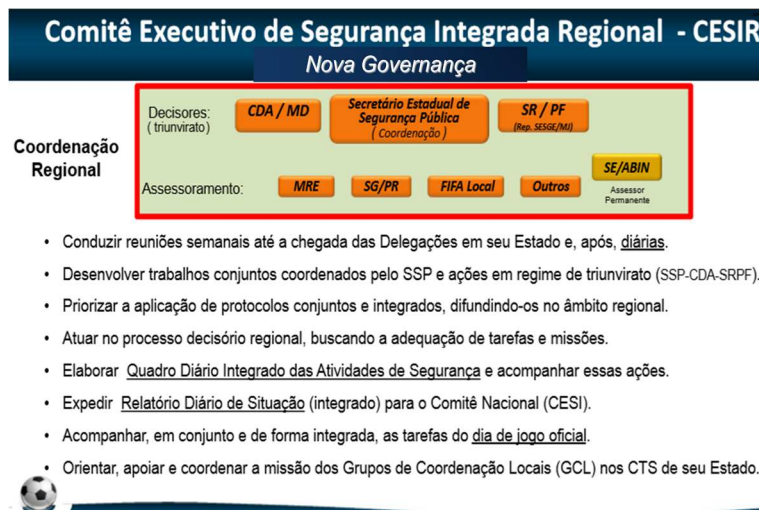 Comitê Executivo de Segurança Integrada Regional - CESIR
Nova Governança
Coordenação
Regional
Decisores:
( triunvirato)
CDA / MD
Secretário Estadual de
Segurança Pública
( Coordenação )
SR / PF
(Rep. SESGE/MJ)
Assessoramento:
MRE
SG/PR
FIFA Local
Outros
SE/ABIN
Assessor
Permanente
• Conduzir reuniões semanais até a chegada das Delegações em seu Estado e, após, diárias.
• Desenvolver trabalhos conjuntos coordenados pelo SSP e ações em regime de triunvirato (SSP-CDA-SRPF).
• Priorizar a aplicação de protocolos conjuntos e integrados, difundindo-os no âmbito regional.
• Atuar no processo decisório regional, buscando a adequação de tarefas e missões.
• Elaborar Quadro Diário Integrado das Atividades de Segurança e acompanhar essas ações.
• Expedir Relatório Diário de Situação (integrado) para o Comitê Nacional (CESI).
• Acompanhar, em conjunto e de forma integrada, as tarefas do dia de jogo oficial.
• Orientar, apoiar e coordenar a missão dos Grupos de Coordenação Locais (GCL) nos CTS de seu Estado.